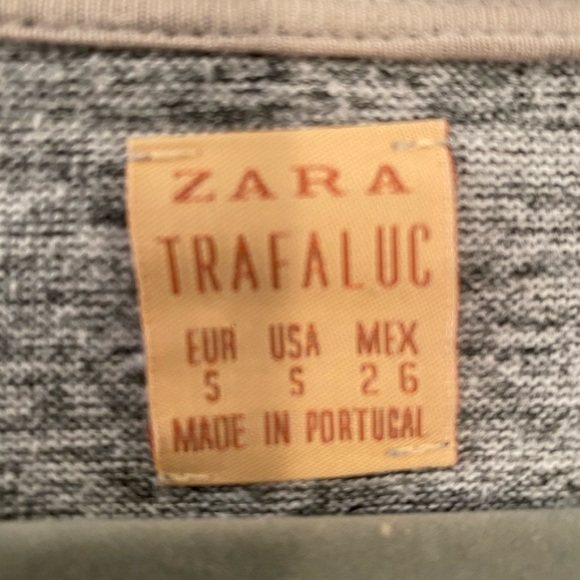 ZARA
TRAFALUC
EUR USA MEX
S S 26
MADE IN PORTUGAL